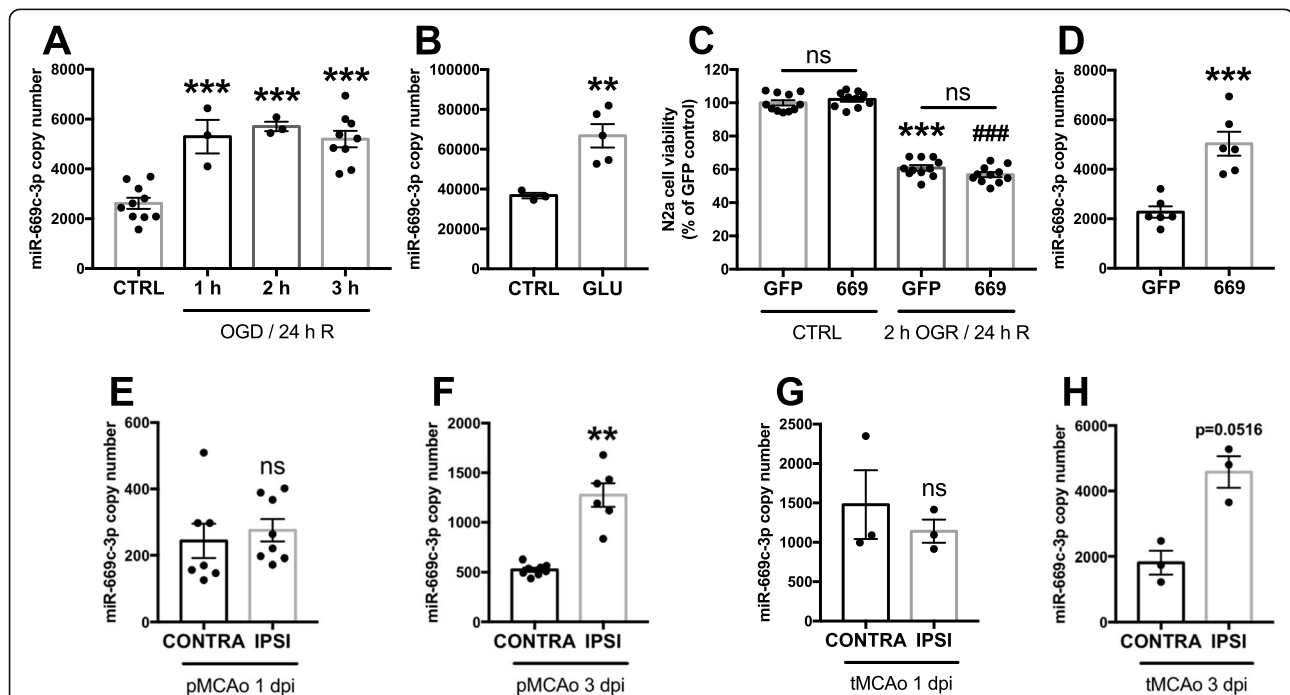 A
miR-669c-3p copy number
8000
6000
4000
2000
0
***
***
***
CTRL 1 h 2 h 3 h
OGD / 24 h R
B
miR-669c-3p copy number
100000
80000
60000
40000
20000
0
**
CTRL GLU
C
N2a cell viability
(% of GFP control)
120
100
80
60
40
20
0
ns
ns
***
###
GFP 669 GFP 669
CTRL 2 h OGR / 24 h R
D
miR-669c-3p copy number
8000
6000
4000
2000
0
***
GFP 669
E
miR-669c-3p copy number
600
400
200
0
ns
CONTRA IPSI
pMCAo 1 dpi
F
miR-669c-3p copy number
2000
1500
1000
500
0
**
CONTRA IPSI
pMCAo 3 dpi
G
miR-669c-3p copy number
2500
2000
1500
1000
500
0
ns
CONTRA IPSI
tMCAo 1 dpi
H
miR-669c-3p copy number
6000
4000
2000
0
p=0.0516
CONTRA IPSI
tMCAo 3 dpi